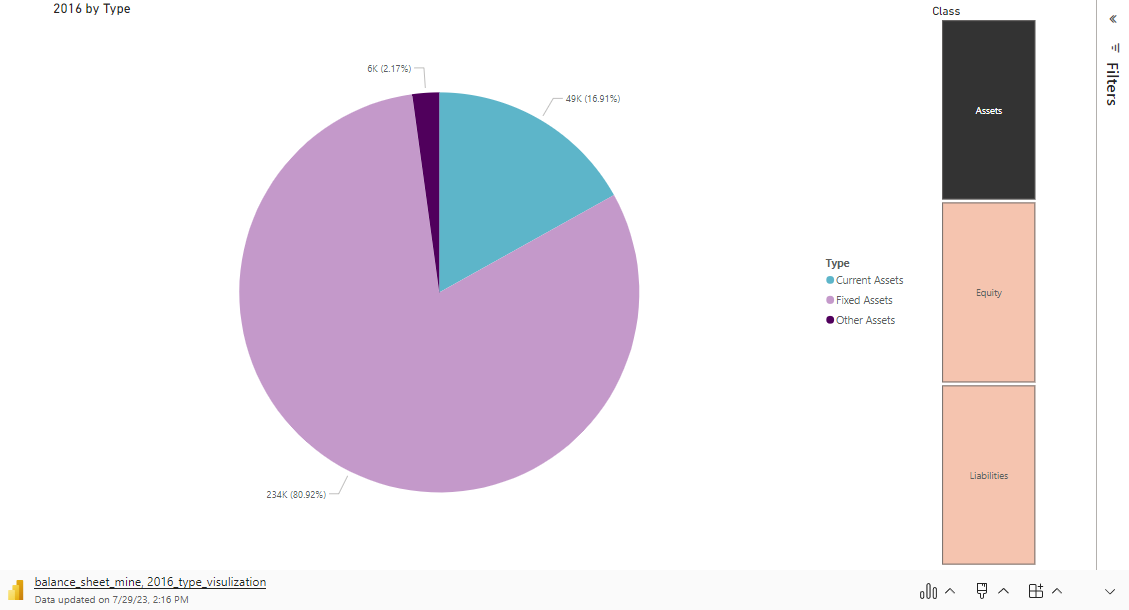 2016 by Type
6K (2.17%)
49K (16.91%)
234K (80.92%)
Type
Current Assets
Fixed Assets
Other Assets
Class
Assets
Equity
Liabilities
Filters
balance_sheet_mine, 2016_type_visulization
Data updated on 7/29/23, 2:16 PM